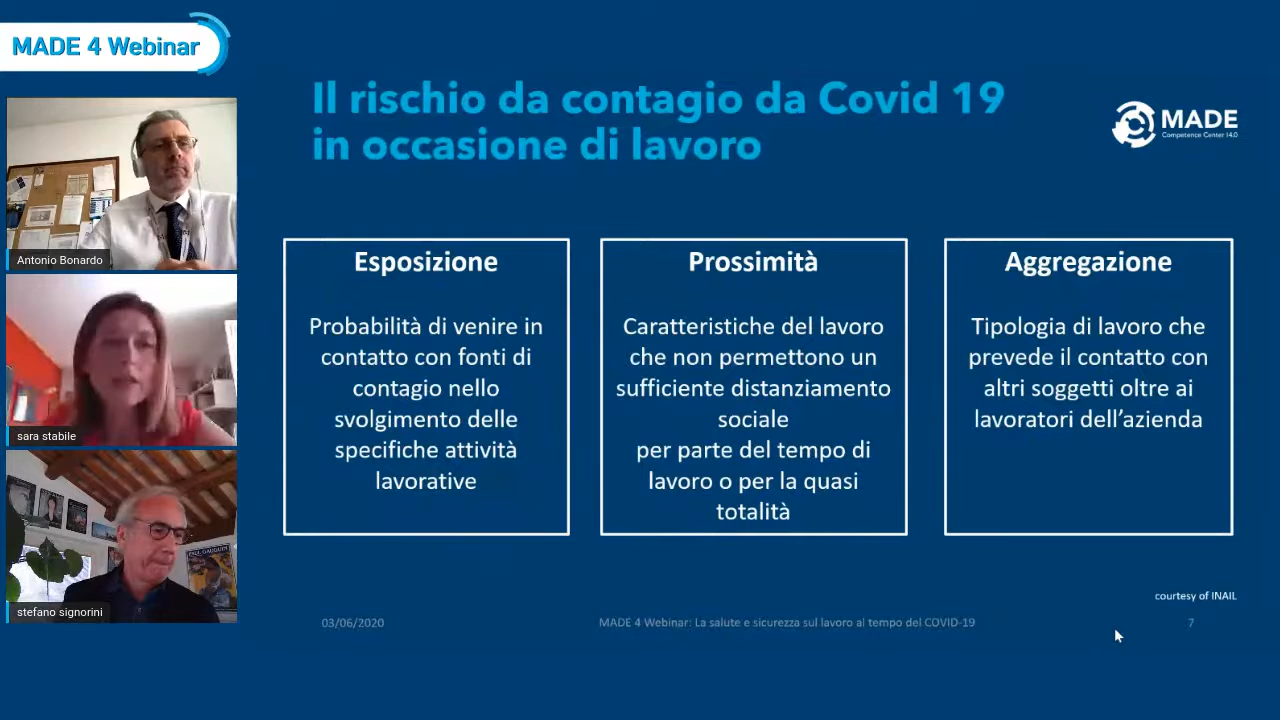 MADE 4 Webinar
Il rischio da contagio da Covid 19
in occasione di lavoro
MADE
Competence Center I4.0
Antonio Bonardo
sara stabile
PAUL GAUGUIN
stefano signorini
Esposizione
Probabilità di venire in
contatto con fonti di
contagio nello
svolgimento delle
specifiche attività
lavorative
Prossimità
Caratteristiche del lavoro
che non permettono un
sufficiente distanziamento
sociale
per parte del tempo di
lavoro o per la quasi
totalità
Aggregazione
Tipologia di lavoro che
prevede il contatto con
altri soggetti oltre ai
lavoratori dell’azienda
courtesy of INAIL
03/06/2020
MADE 4 Webinar: La salute e sicurezza sul lavoro al tempo del COVID-19
7